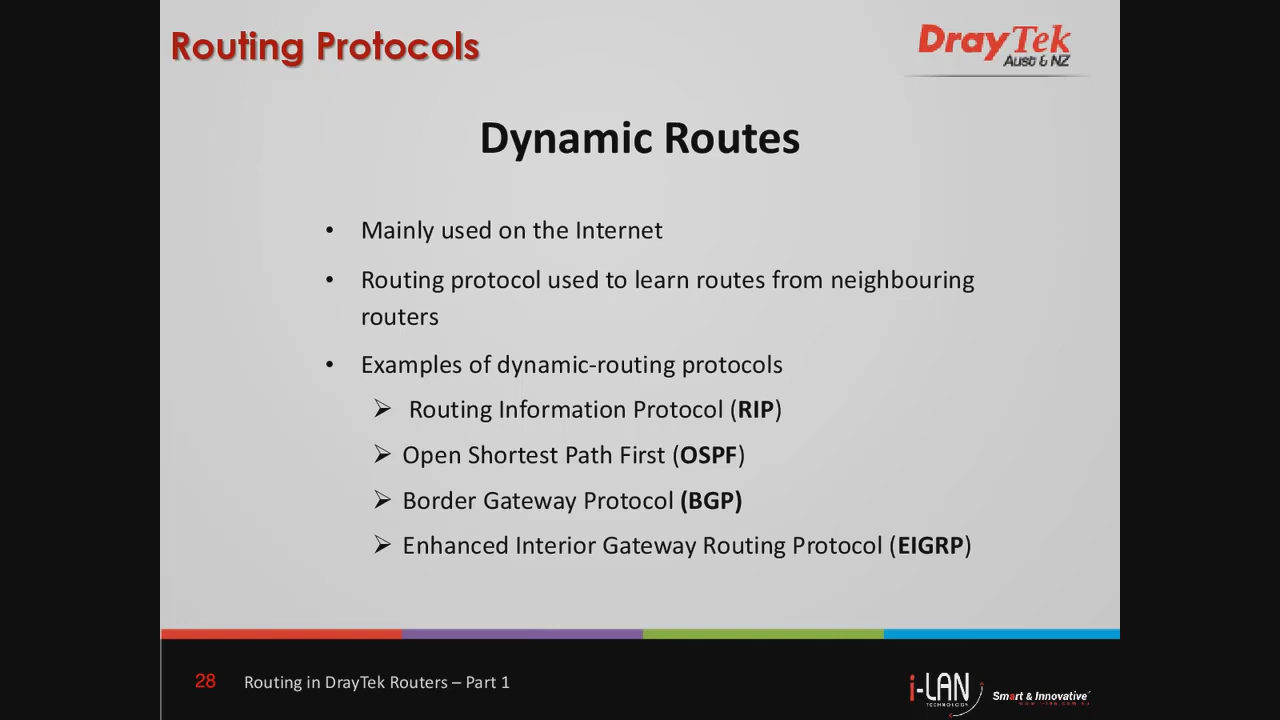 Routing Protocols
DrayTek
Aust & NZ
Dynamic Routes
• Mainly used on the Internet
• Routing protocol used to learn routes from neighbouring
routers
• Examples of dynamic-routing protocols
➢ Routing Information Protocol (RIP)
➢ Open Shortest Path First (OSPF)
➢ Border Gateway Protocol (BGP)
➢ Enhanced Interior Gateway Routing Protocol (EIGRP)
28 Routing in DrayTek Routers – Part 1
i-LAN
TECHNOLOGY
Smart & Innovative